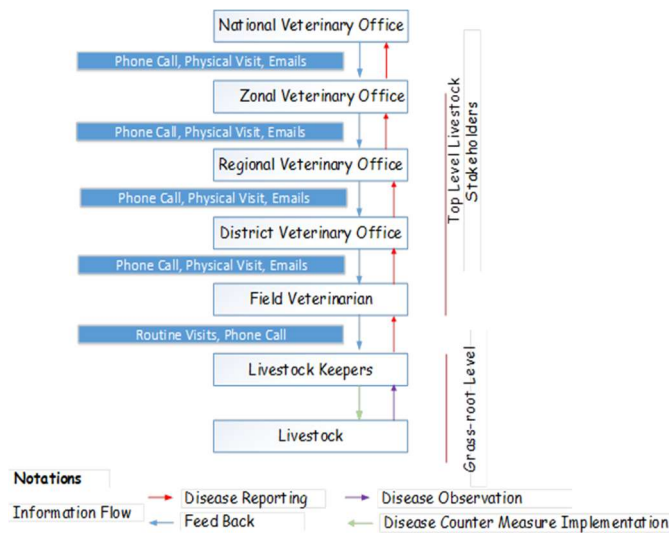 National Veterinary Office
Phone Call, Physical Visit, Emails
Zonal Veterinary Office
Phone Call, Physical Visit, Emails
Regional Veterinary Office
Phone Call, Physical Visit, Emails
District Veterinary Office
Phone Call, Physical Visit, Emails
Field Veterinarian
Routine Visits, Phone Call
Livestock Keepers
Livestock
Top Level Livestock
Stakeholders
Grass-root Level
Notations
Information Flow
Disease Reporting
Disease Observation
Feed Back
Disease Counter Measure Implementation